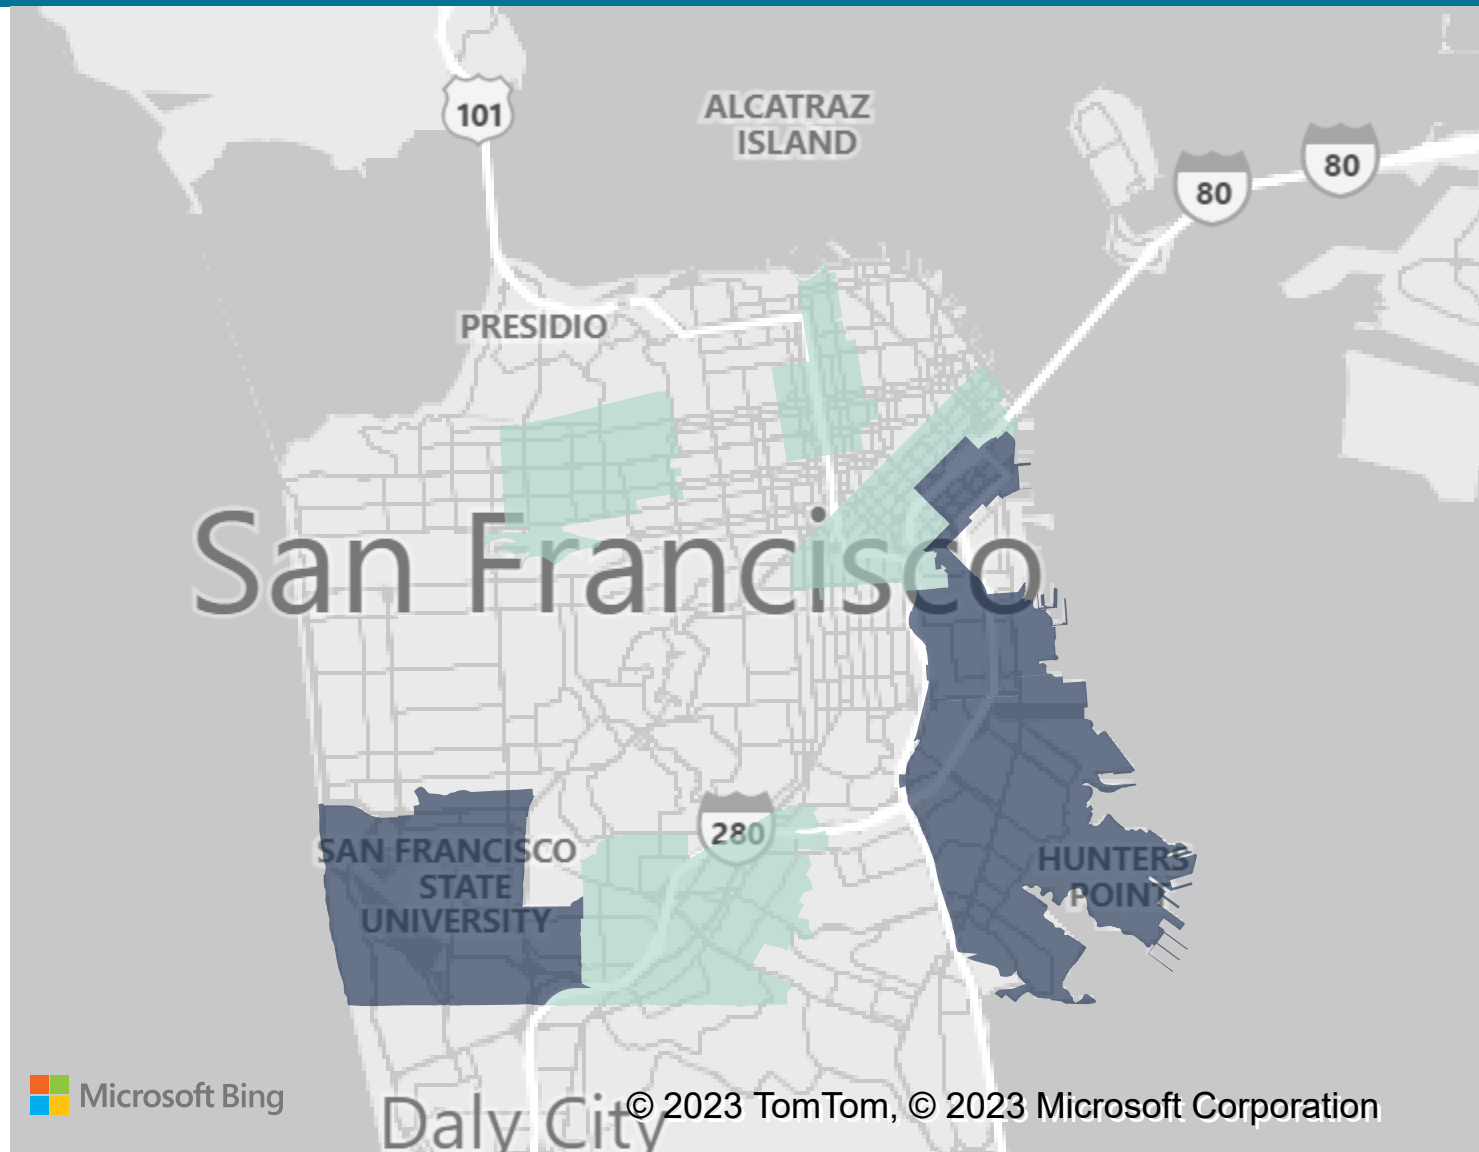 101
ALCATRAZ
ISLAND
80
80
PRESIDIO
San Francisco
280
SAN FRANCISCO
STATE
UNIVERSITY
HUNTERS
POINT
Microsoft Bing
Daly City
© 2023 TomTom, © 2023 Microsoft Corporation